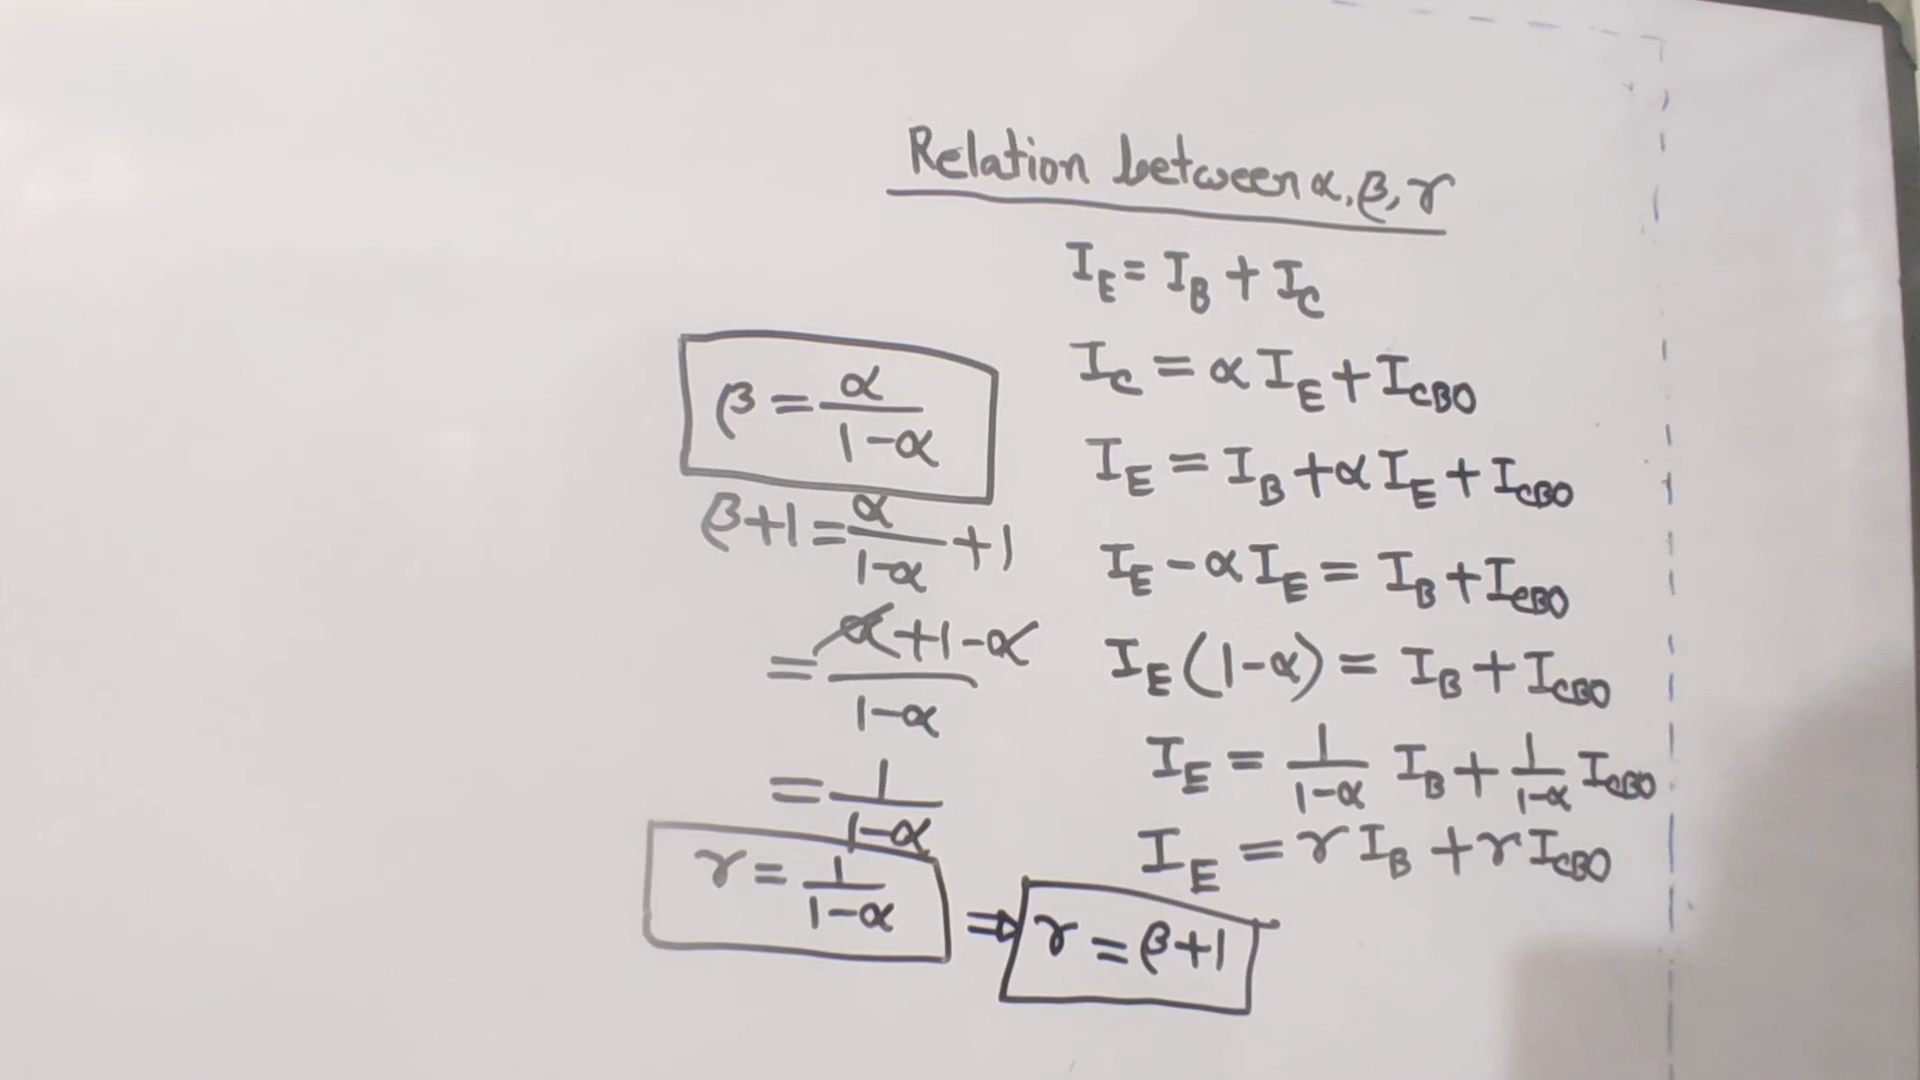 Relation between α, β, γ
I_E = I_B + I_C
I_C = α I_E + I_CBO
I_E = I_B + α I_E + I_CBO
I_E - α I_E = I_B + I_CBO
I_E (1-α) = I_B + I_CBO
I_E = 1/(1-α) I_B + 1/(1-α) I_CBO
I_E = γ I_B + γ I_CBO
β = α/(1-α)
β+1 = α/(1-α) + 1
= (α+1-α)/(1-α)
= 1/(1-α)
γ = 1/(1-α) ⇒ γ = β+1